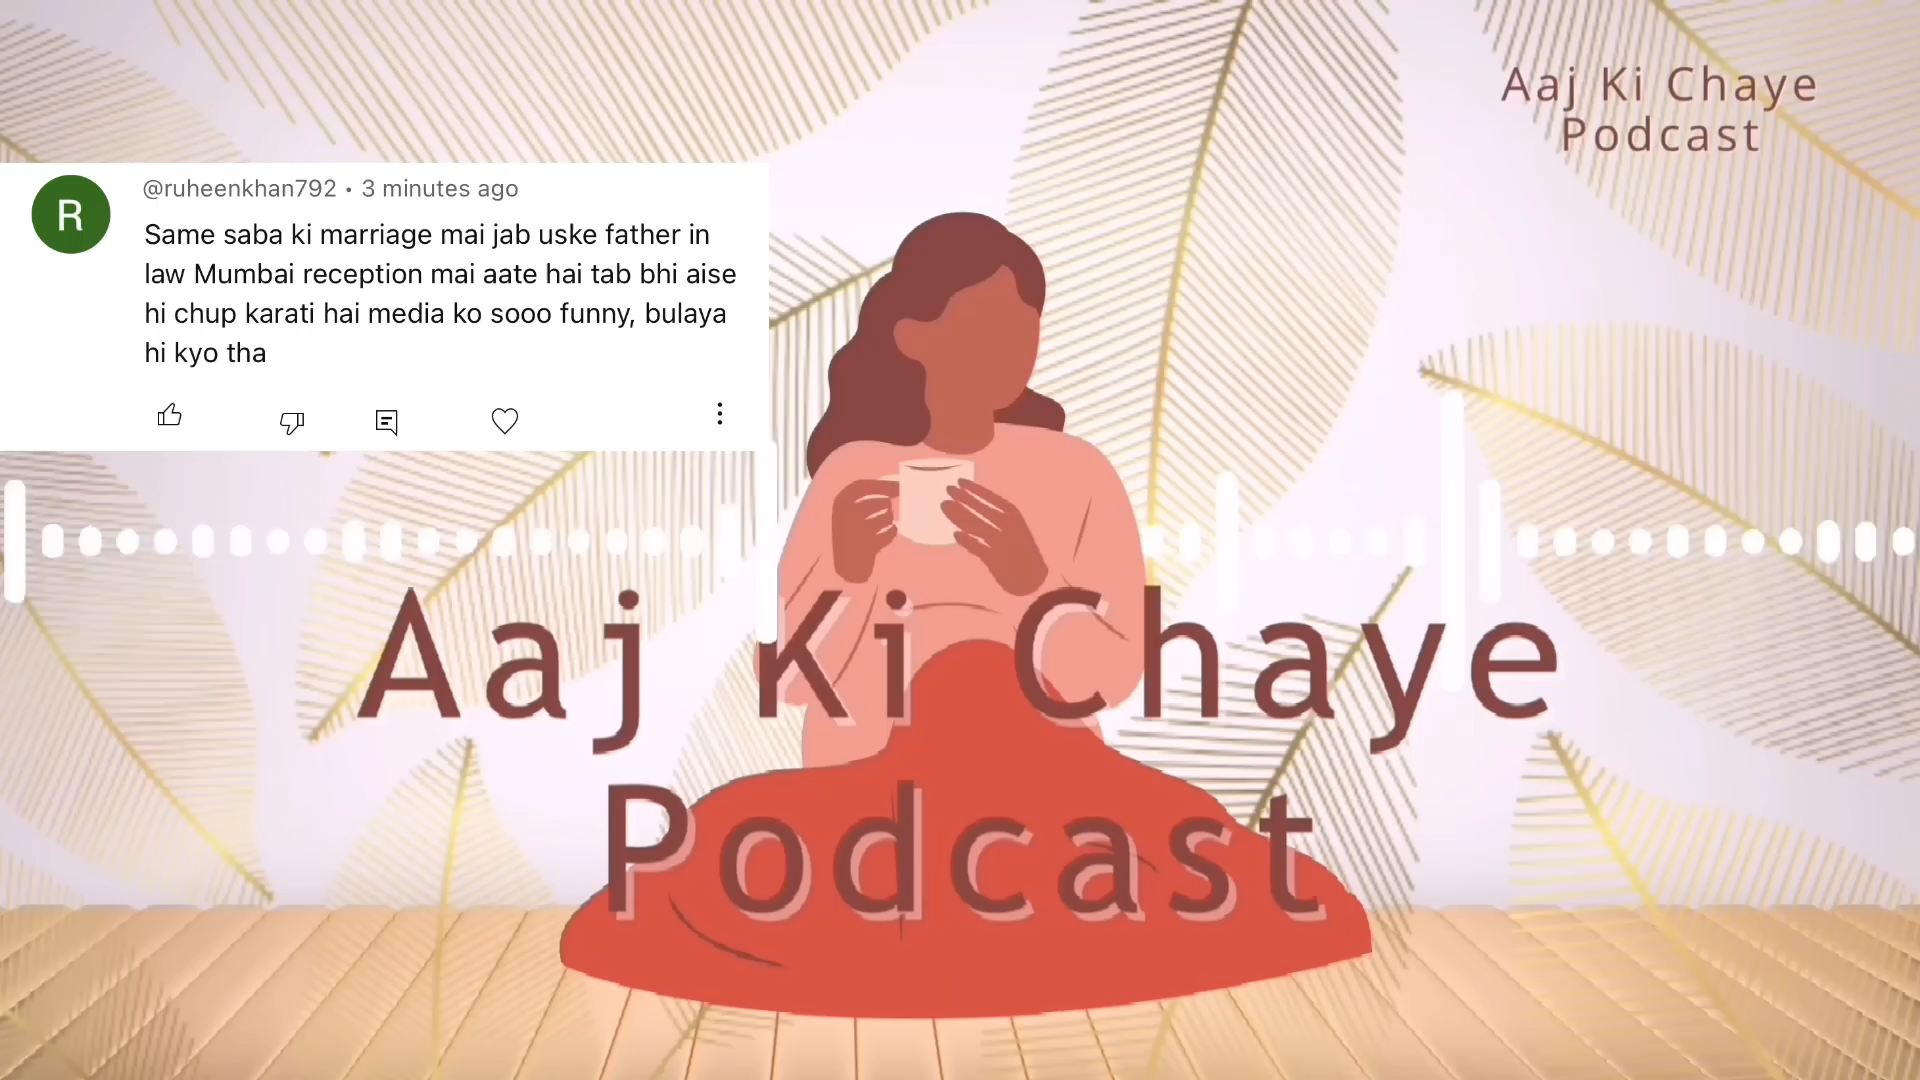 Aaj Ki Chaye
Podcast
R
@ruheenkhan792 • 3 minutes ago
Same saba ki marriage mai jab uske father in
law Mumbai reception mai aate hai tab bhi aise
hi chup karati hai media ko sooo funny, bulaya
hi kyo tha
Aaj Ki Chaye
Podcast